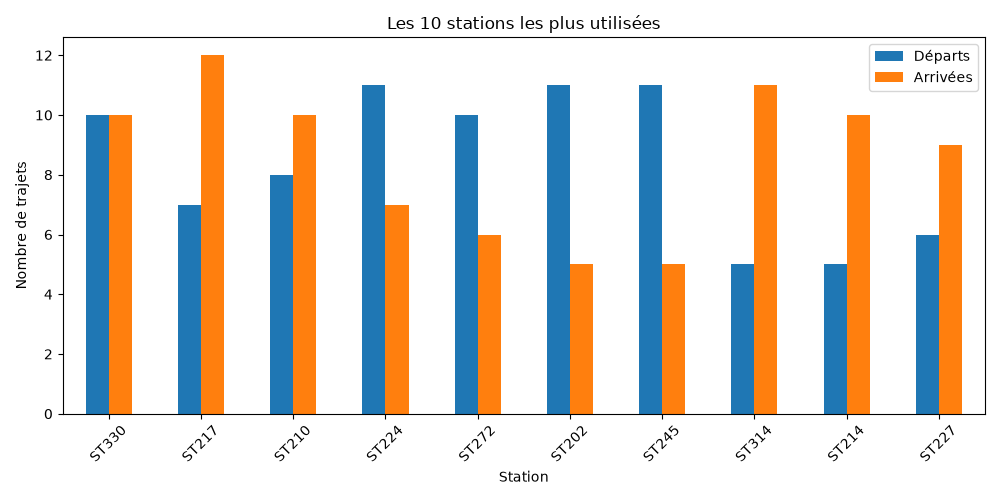 Les 10 stations les plus utilisées
Départs
Arrivées
Nombre de trajets
12
10
8
6
4
2
0
ST330 ST217 ST210 ST224 ST272 ST202 ST245 ST314 ST214 ST227
Station